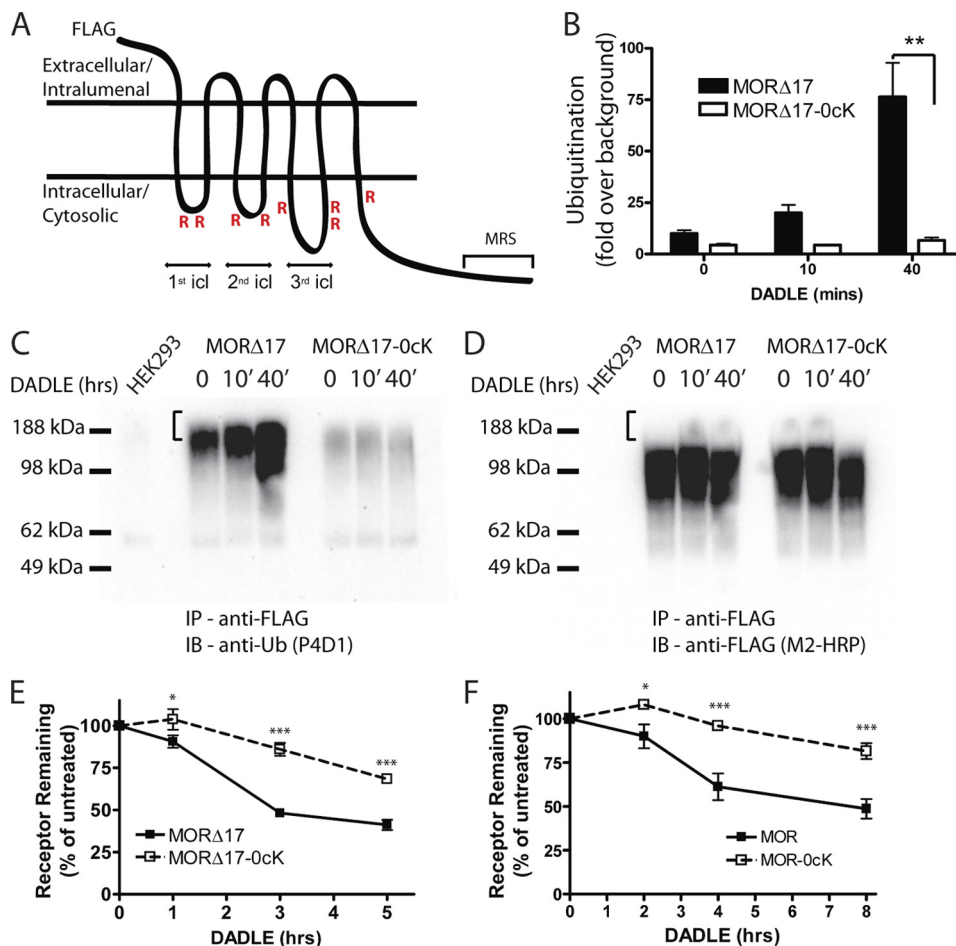 A
FLAG
Extracellular/
Intralumenal
Intracellular/
Cytosolic
R R R R R R R R
MRS
1st icl 2nd icl 3rd icl
B
Ubiquitination
(fold over background)
100
75
50
25
0
MORΔ17
MORΔ17-0cK
**
0 10 40
DADLE (mins)
C
HEK293
MORΔ17 MORΔ17-0cK
DADLE (hrs) 0 10' 40' 0 10' 40'
188 kDa
98 kDa
62 kDa
49 kDa
IP - anti-FLAG
IB - anti-Ub (P4D1)
D
HEK293
MORΔ17 MORΔ17-0cK
DADLE (hrs) 0 10' 40' 0 10' 40'
188 kDa
98 kDa
62 kDa
49 kDa
IP - anti-FLAG
IB - anti-FLAG (M2-HRP)
E
Receptor Remaining
(% of untreated)
100
75
50
25
0
* *** ***
MORΔ17
MORΔ17-0cK
0 1 2 3 4 5
DADLE (hrs)
F
Receptor Remaining
(% of untreated)
100
75
50
25
0
* *** ***
MOR
MOR-0cK
0 1 2 3 4 5 6 7 8
DADLE (hrs)